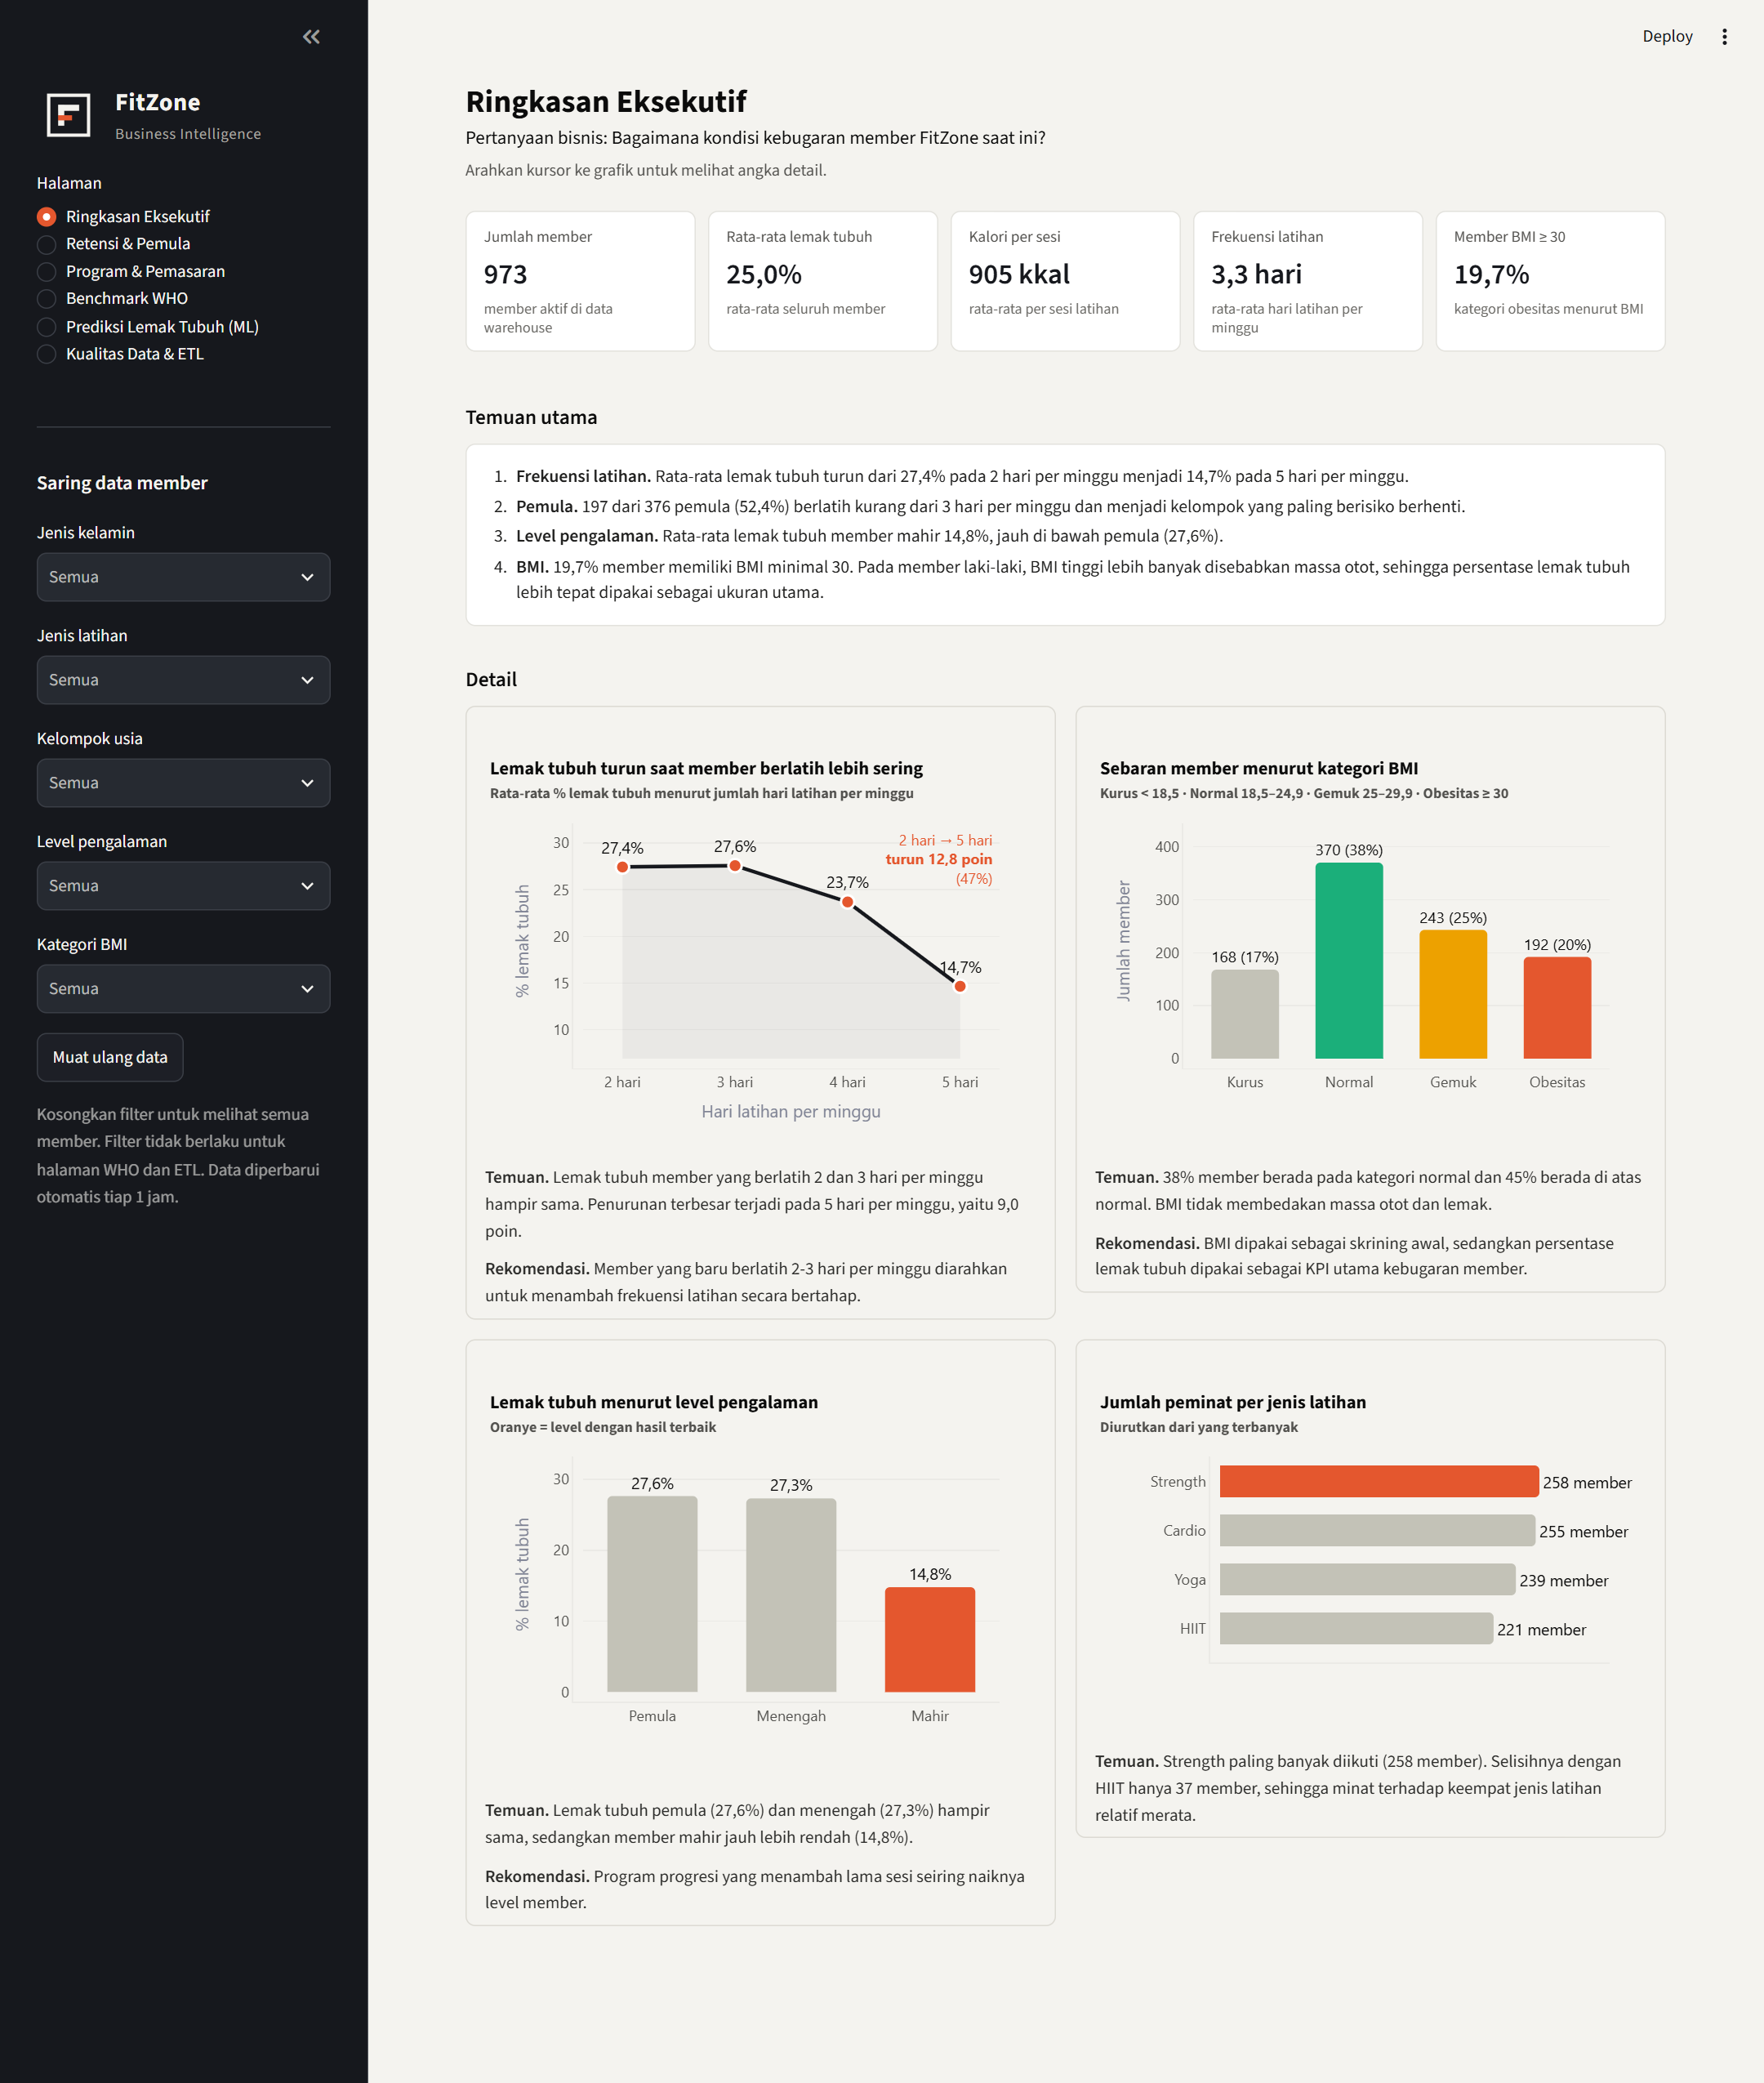 FitZone
Business Intelligence
Halaman
Ringkasan Eksekutif
Retensi & Pemula
Program & Pemasaran
Benchmark WHO
Prediksi Lemak Tubuh (ML)
Kualitas Data & ETL
Saring data member
Jenis kelamin
Semua
Jenis latihan
Semua
Kelompok usia
Semua
Level pengalaman
Semua
Kategori BMI
Semua
Muat ulang data
Kosongkan filter untuk melihat semua
member. Filter tidak berlaku untuk
halaman WHO dan ETL. Data diperbarui
otomatis tiap 1 jam.
Deploy
Ringkasan Eksekutif
Pertanyaan bisnis: Bagaimana kondisi kebugaran member FitZone saat ini?
Arahkan kursor ke grafik untuk melihat angka detail.
Jumlah member
973
member aktif di data
warehouse
Rata-rata lemak tubuh
25,0%
rata-rata seluruh member
Kalori per sesi
905 kkal
rata-rata per sesi latihan
Frekuensi latihan
3,3 hari
rata-rata hari latihan per
minggu
Member BMI ≥ 30
19,7%
kategori obesitas menurut BMI
Temuan utama
1. Frekuensi latihan. Rata-rata lemak tubuh turun dari 27,4% pada 2 hari per minggu menjadi 14,7% pada 5 hari per minggu.
2. Pemula. 197 dari 376 pemula (52,4%) berlatih kurang dari 3 hari per minggu dan menjadi kelompok yang paling berisiko berhenti.
3. Level pengalaman. Rata-rata lemak tubuh member mahir 14,8%, jauh di bawah pemula (27,6%).
4. BMI. 19,7% member memiliki BMI minimal 30. Pada member laki-laki, BMI tinggi lebih banyak disebabkan massa otot, sehingga persentase lemak tubuh
lebih tepat dipakai sebagai ukuran utama.
Detail
Lemak tubuh turun saat member berlatih lebih sering
Rata-rata % lemak tubuh menurut jumlah hari latihan per minggu
% lemak tubuh
30
25
20
15
10
27,4%
27,6%
23,7%
14,7%
2 hari → 5 hari
turun 12,8 poin
(47%)
2 hari
3 hari
4 hari
5 hari
Hari latihan per minggu
Temuan. Lemak tubuh member yang berlatih 2 dan 3 hari per minggu
hampir sama. Penurunan terbesar terjadi pada 5 hari per minggu, yaitu 9,0
poin.
Rekomendasi. Member yang baru berlatih 2-3 hari per minggu diarahkan
untuk menambah frekuensi latihan secara bertahap.
Sebaran member menurut kategori BMI
Kurus < 18,5 · Normal 18,5–24,9 · Gemuk 25–29,9 · Obesitas ≥ 30
Jumlah member
400
300
200
100
0
168 (17%)
370 (38%)
243 (25%)
192 (20%)
Kurus
Normal
Gemuk
Obesitas
Temuan. 38% member berada pada kategori normal dan 45% berada di atas
normal. BMI tidak membedakan massa otot dan lemak.
Rekomendasi. BMI dipakai sebagai skrining awal, sedangkan persentase
lemak tubuh dipakai sebagai KPI utama kebugaran member.
Lemak tubuh menurut level pengalaman
Oranye = level dengan hasil terbaik
% lemak tubuh
30
20
10
0
27,6%
27,3%
14,8%
Pemula
Menengah
Mahir
Temuan. Lemak tubuh pemula (27,6%) dan menengah (27,3%) hampir
sama, sedangkan member mahir jauh lebih rendah (14,8%).
Rekomendasi. Program progresi yang menambah lama sesi seiring naiknya
level member.
Jumlah peminat per jenis latihan
Diurutkan dari yang terbanyak
Strength
258 member
Cardio
255 member
Yoga
239 member
HIIT
221 member
Temuan. Strength paling banyak diikuti (258 member). Selisihnya dengan
HIIT hanya 37 member, sehingga minat terhadap keempat jenis latihan
relatif merata.